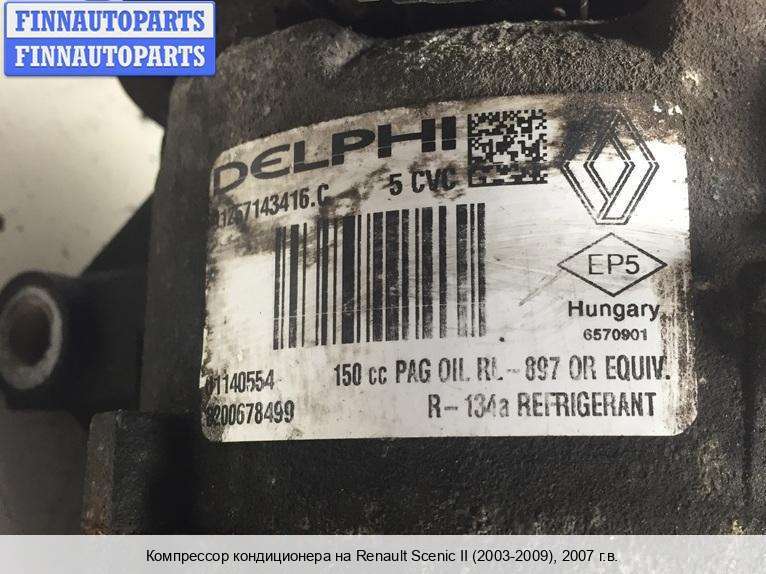 FINNAUTOPARTS
FINNAUTOPARTS
DELPHI
01267143416.C 5 CVC
EP5
Hungary
6570901
01140554 150 cc PAG OIL RL-897 OR EQUIV.
8200678499 R-134a REFRIGERANT
Компрессор кондиционера на Renault Scenic II (2003-2009), 2007 г.в.